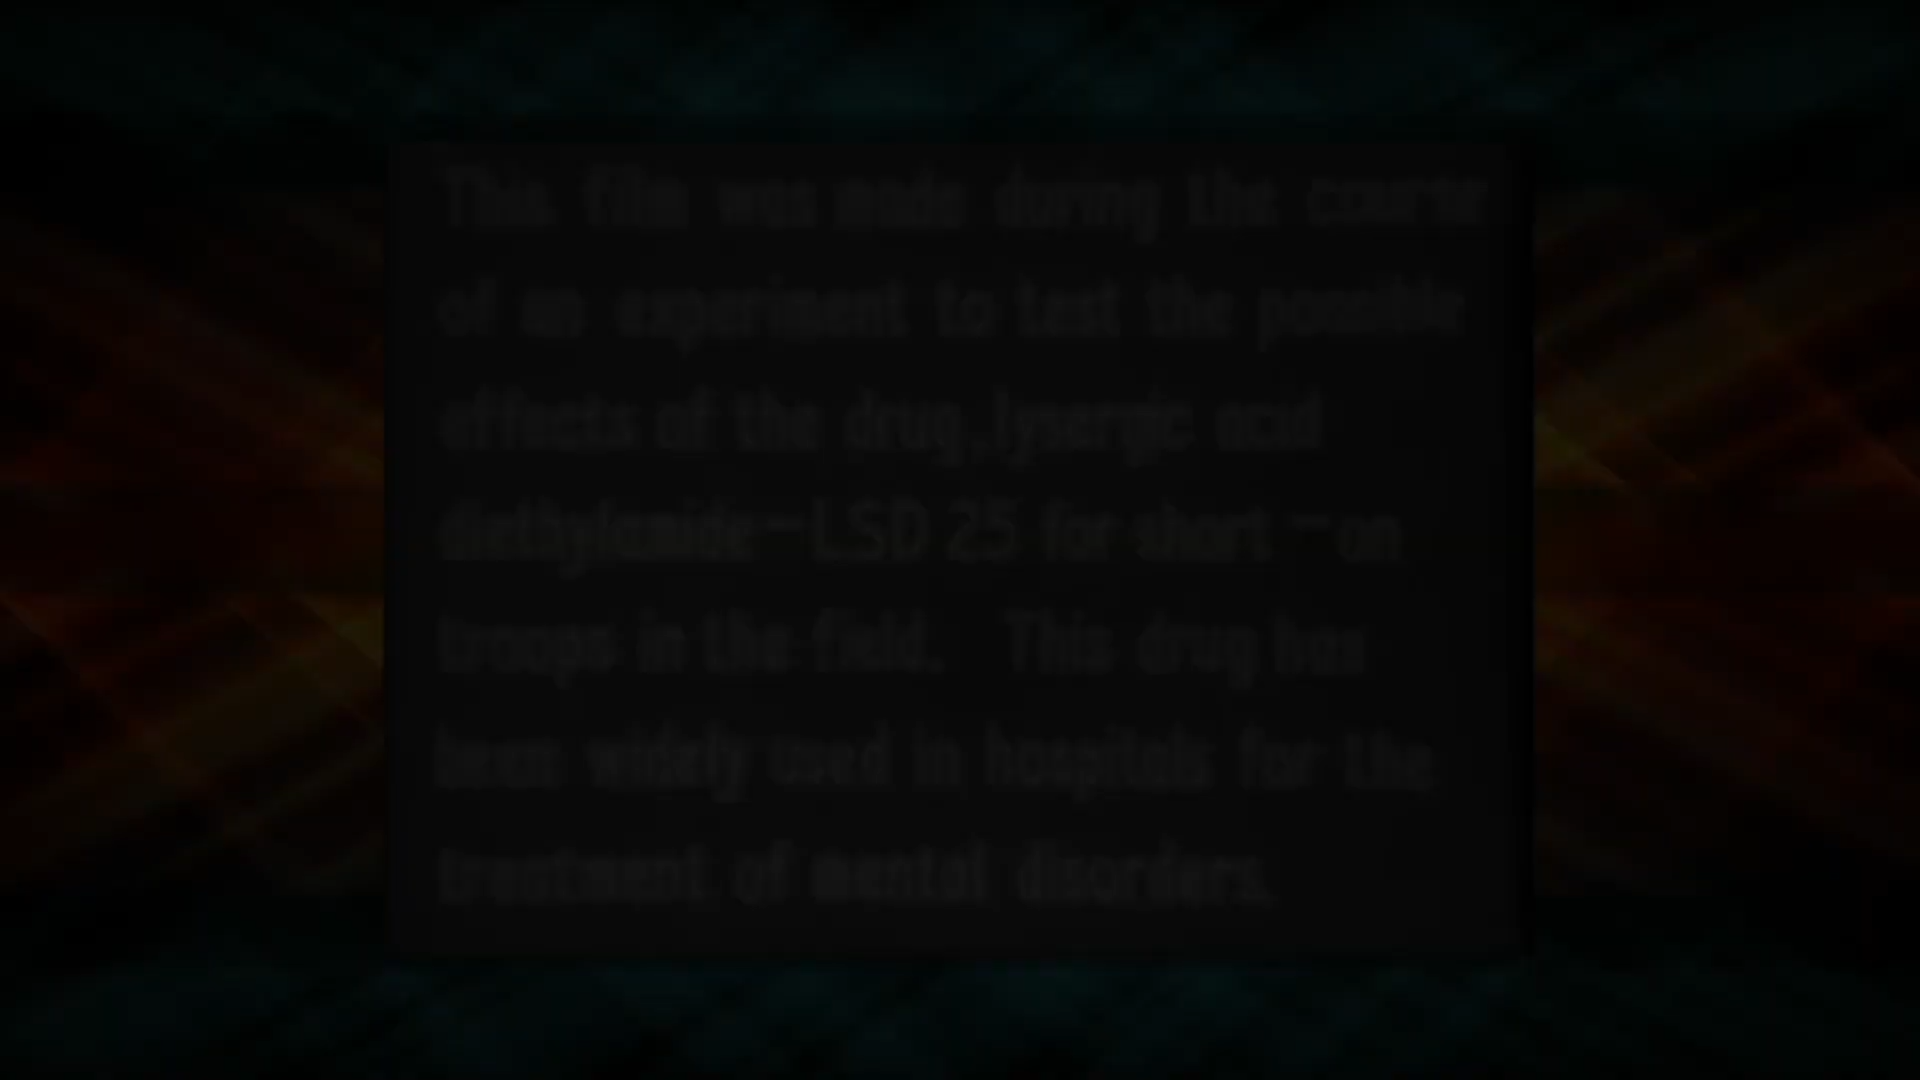 This film was made during the course
of an experiment to test the possible
effects of the drug, lysergic acid
diethylamide — LSD 25 for short — on
troops in the field. This drug has
been widely used in hospitals for the
treatment of mental disorders.